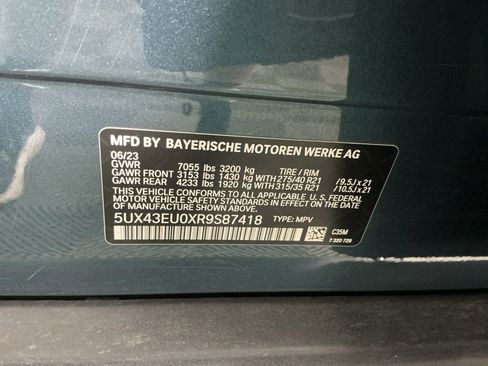 MFD BY BAYERISCHE MOTOREN WERKE AG
06/23
GVWR 7055 lbs 3200 kg TIRE / RIM
GAWR FRONT 3153 lbs 1430 kg WITH 275/40 R21 / 9.5J x 21
GAWR REAR 4233 lbs 1920 kg WITH 315/35 R21 / 10.5J x 21
THIS VEHICLE CONFORMS TO ALL APPLICABLE U. S. FEDERAL
MOTOR VEHICLE SAFETY STANDARDS IN EFFECT ON THE
DATE OF MANUFACTURE SHOWN ABOVE.
5UX43EU0XR9S87418 TYPE: MPV
C35M
7 320 728